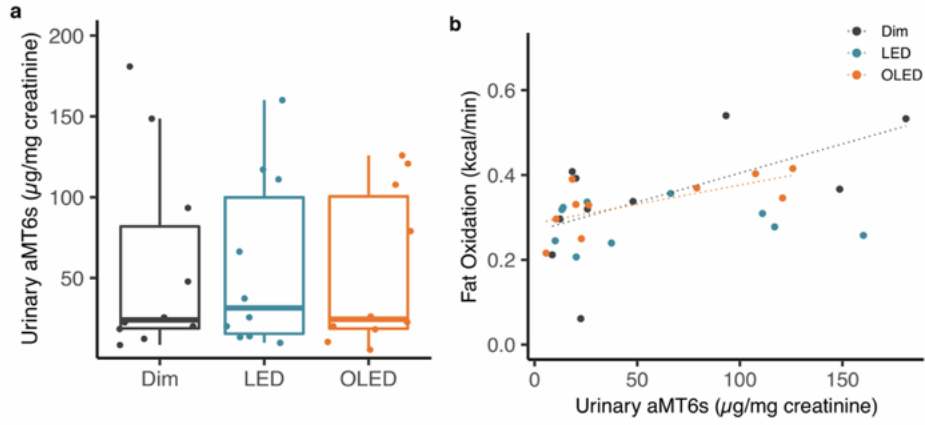 a
Urinary aMT6s (µg/mg creatinine)
200
150
100
50
Dim
LED
OLED
b
Fat Oxidation (kcal/min)
0.6
0.4
0.2
0.0
0
50
100
150
Urinary aMT6s (µg/mg creatinine)
Dim
LED
OLED